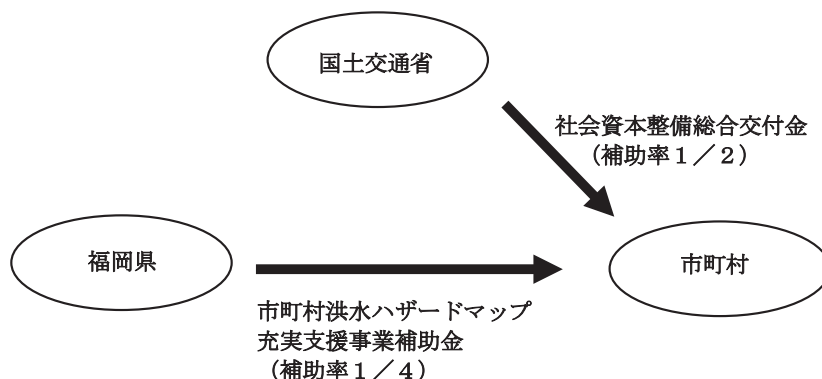 国土交通省
社会資本整備総合交付金
（補助率１／２）
福岡県
市町村
市町村洪水ハザードマップ
充実支援事業補助金
（補助率１／４）